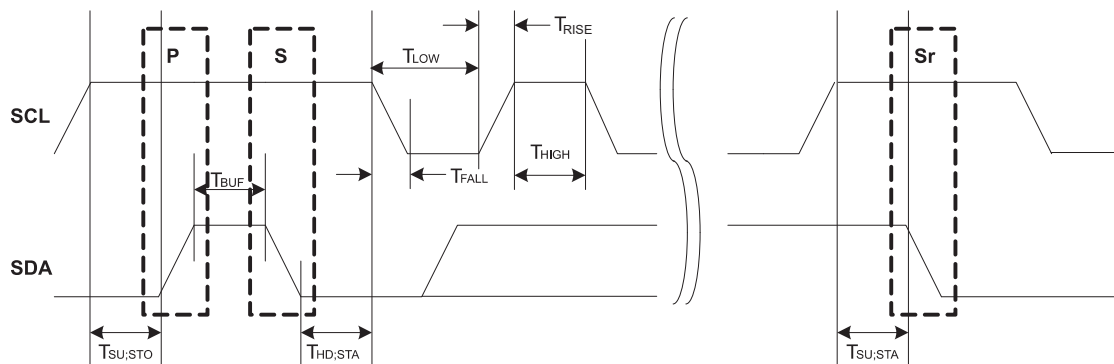 TRISE
P
S
TLOW
Sr
SCL
THIGH
TBUF
TFALL
SDA
TSU;STO
THD;STA
TSU;STA